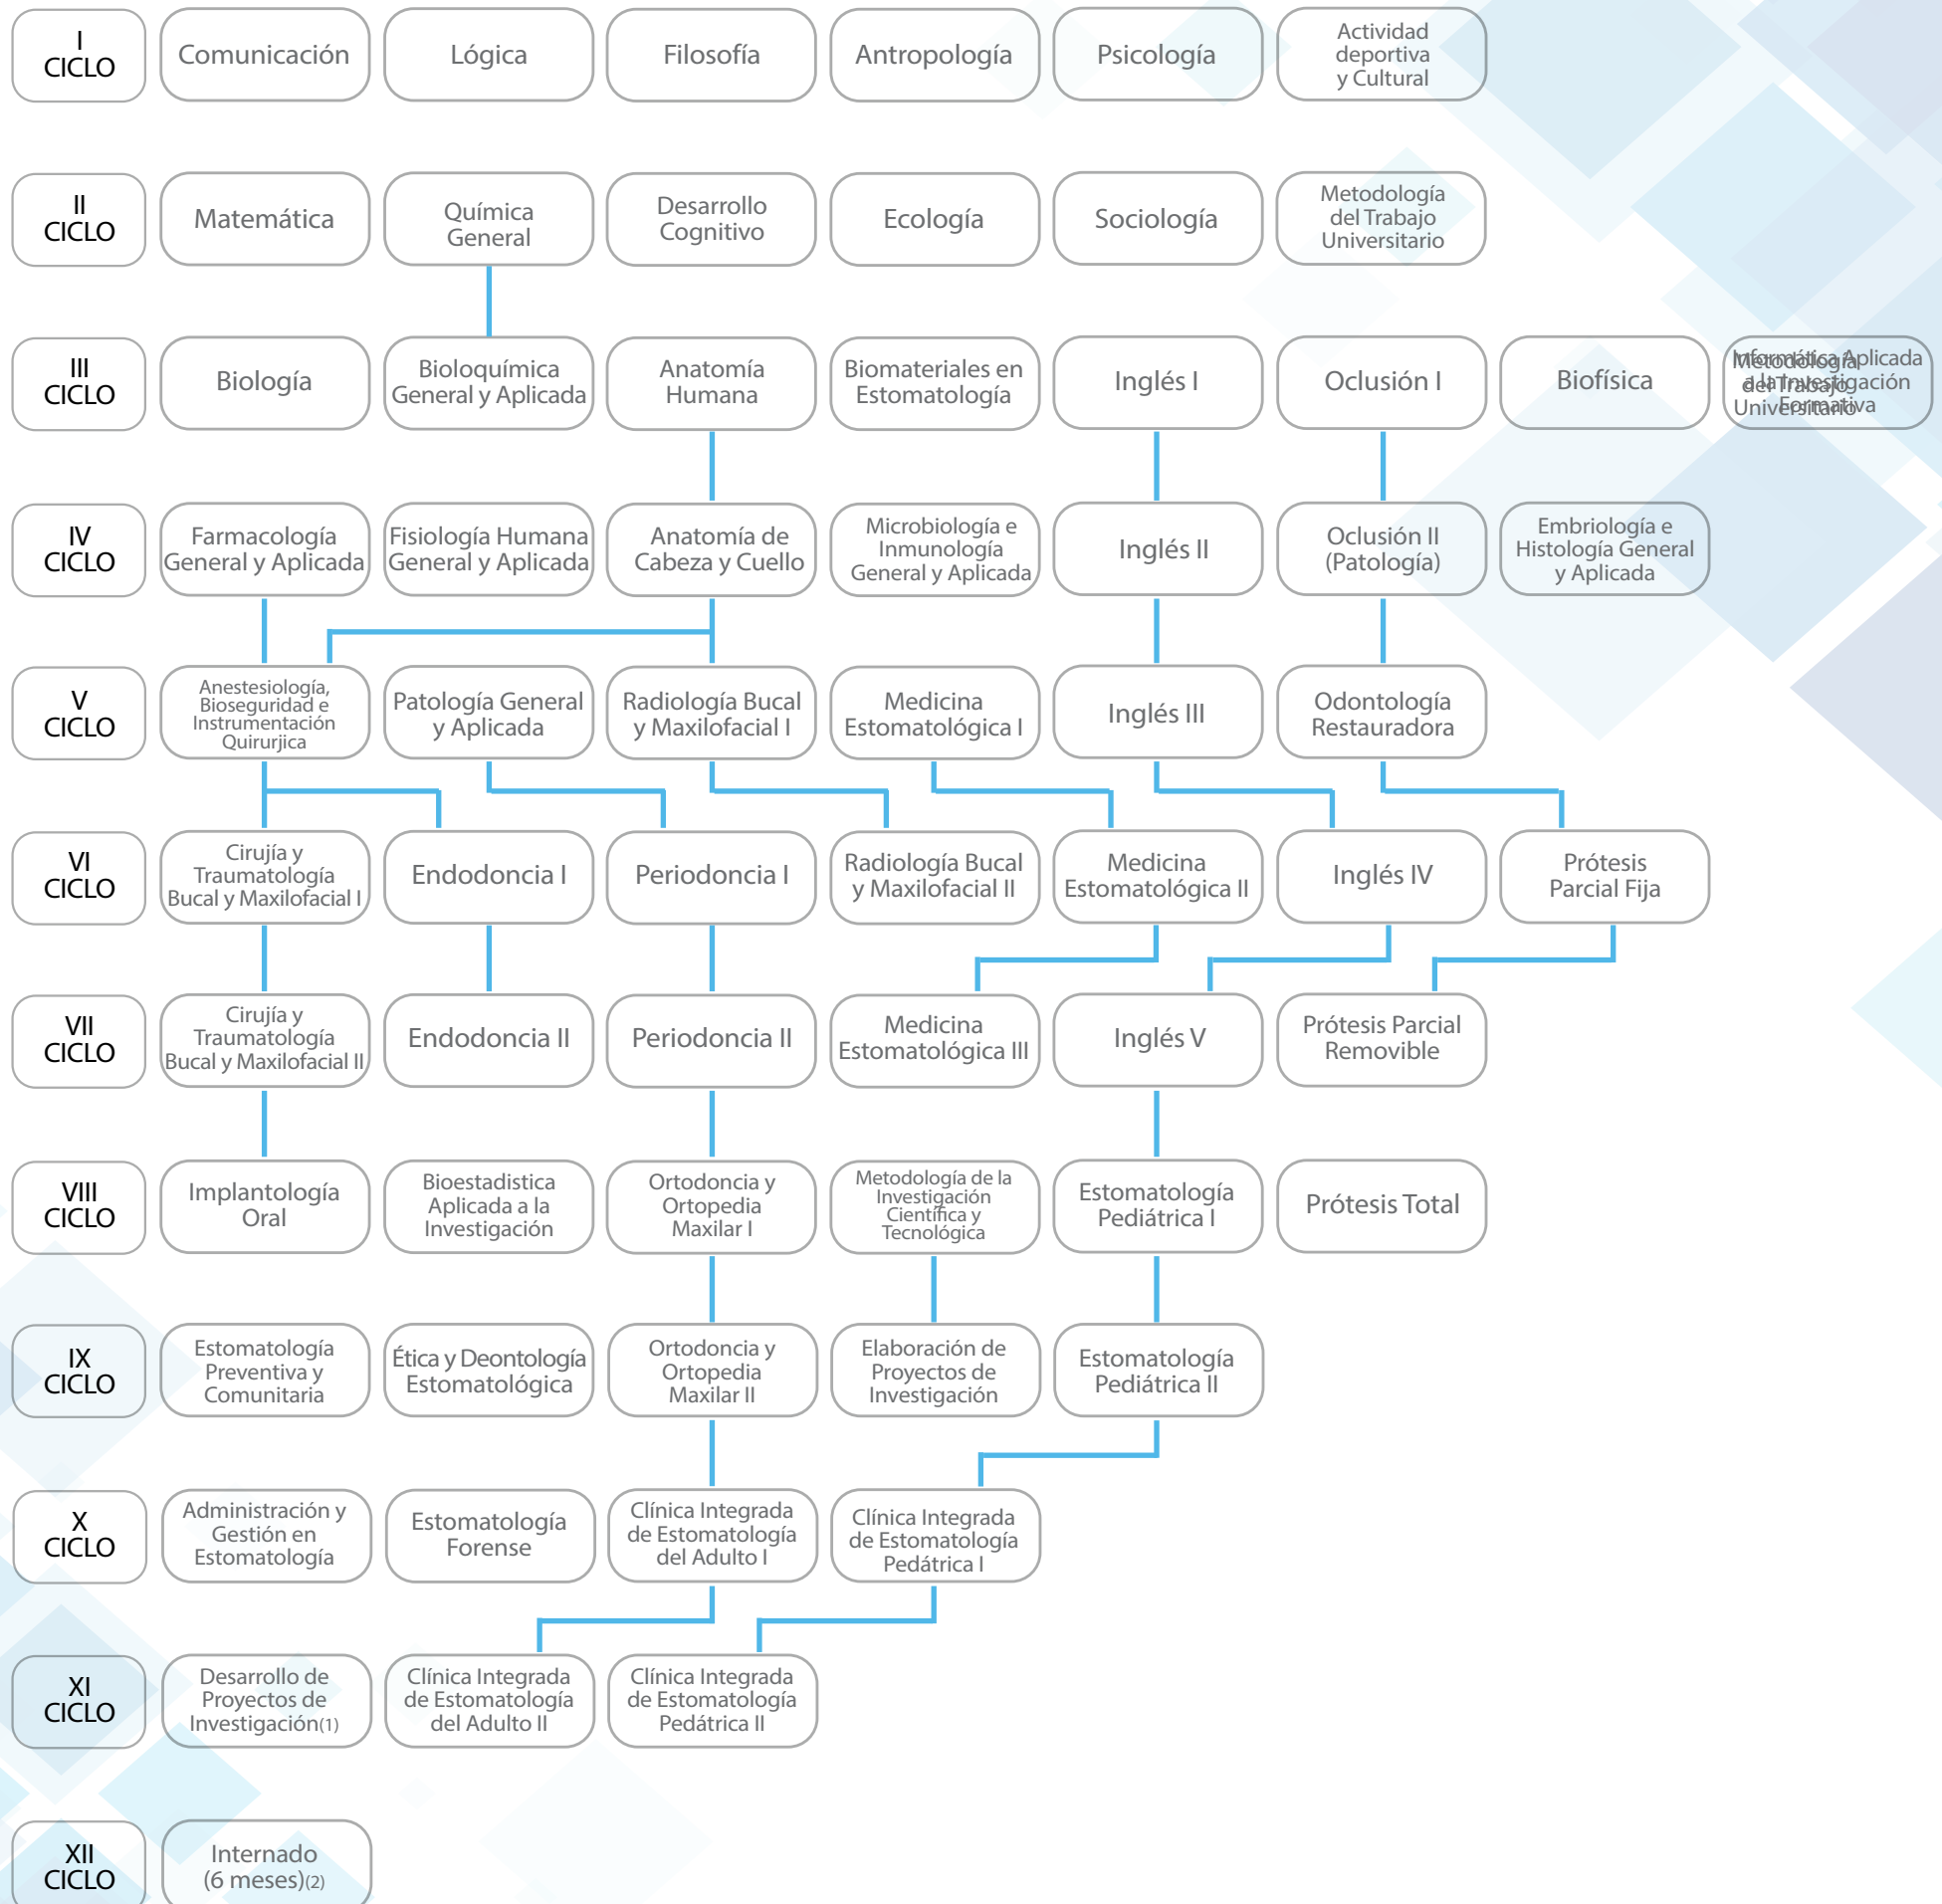 I
CICLO
Comunicación
Lógica
Filosofía
Antropología
Psicología
Actividad
deportiva
y Cultural
II
CICLO
Matemática
Química
General
Desarrollo
Cognitivo
Ecología
Sociología
Metodología
del Trabajo
Universitario
III
CICLO
Biología
Bioloquímica
General y Aplicada
Anatomía
Humana
Biomateriales en
Estomatología
Inglés I
Oclusión I
Biofísica
Informática Aplicada
a la Investigación
Formativa
Metodología
del Trabajo
Universitario
IV
CICLO
Farmacología
General y Aplicada
Fisiología Humana
General y Aplicada
Anatomía de
Cabeza y Cuello
Microbiología e
Inmunología
General y Aplicada
Inglés II
Oclusión II
(Patología)
Embriología e
Histología General
y Aplicada
V
CICLO
Anestesiología,
Bioseguridad e
Instrumentación
Quirurjica
Patología General
y Aplicada
Radiología Bucal
y Maxilofacial I
Medicina
Estomatológica I
Inglés III
Odontología
Restauradora
VI
CICLO
Cirujía y
Traumatología
Bucal y Maxilofacial I
Endodoncia I
Periodoncia I
Radiología Bucal
y Maxilofacial II
Medicina
Estomatológica II
Inglés IV
Prótesis
Parcial Fija
VII
CICLO
Cirujía y
Traumatología
Bucal y Maxilofacial II
Endodoncia II
Periodoncia II
Medicina
Estomatológica III
Inglés V
Prótesis Parcial
Removible
VIII
CICLO
Implantología
Oral
Bioestadistica
Aplicada a la
Investigación
Ortodoncia y
Ortopedia
Maxilar I
Metodología de la
Investigación
Científica y
Tecnológica
Estomatología
Pediátrica I
Prótesis Total
IX
CICLO
Estomatología
Preventiva y
Comunitaria
Ética y Deontología
Estomatológica
Ortodoncia y
Ortopedia
Maxilar II
Elaboración de
Proyectos de
Investigación
Estomatología
Pediátrica II
X
CICLO
Administración y
Gestión en
Estomatología
Estomatología
Forense
Clínica Integrada
de Estomatología
del Adulto I
Clínica Integrada
de Estomatología
Pedátrica I
XI
CICLO
Desarrollo de
Proyectos de
Investigación(1)
Clínica Integrada
de Estomatología
del Adulto II
Clínica Integrada
de Estomatología
Pedátrica II
XII
CICLO
Internado
(6 meses)(2)